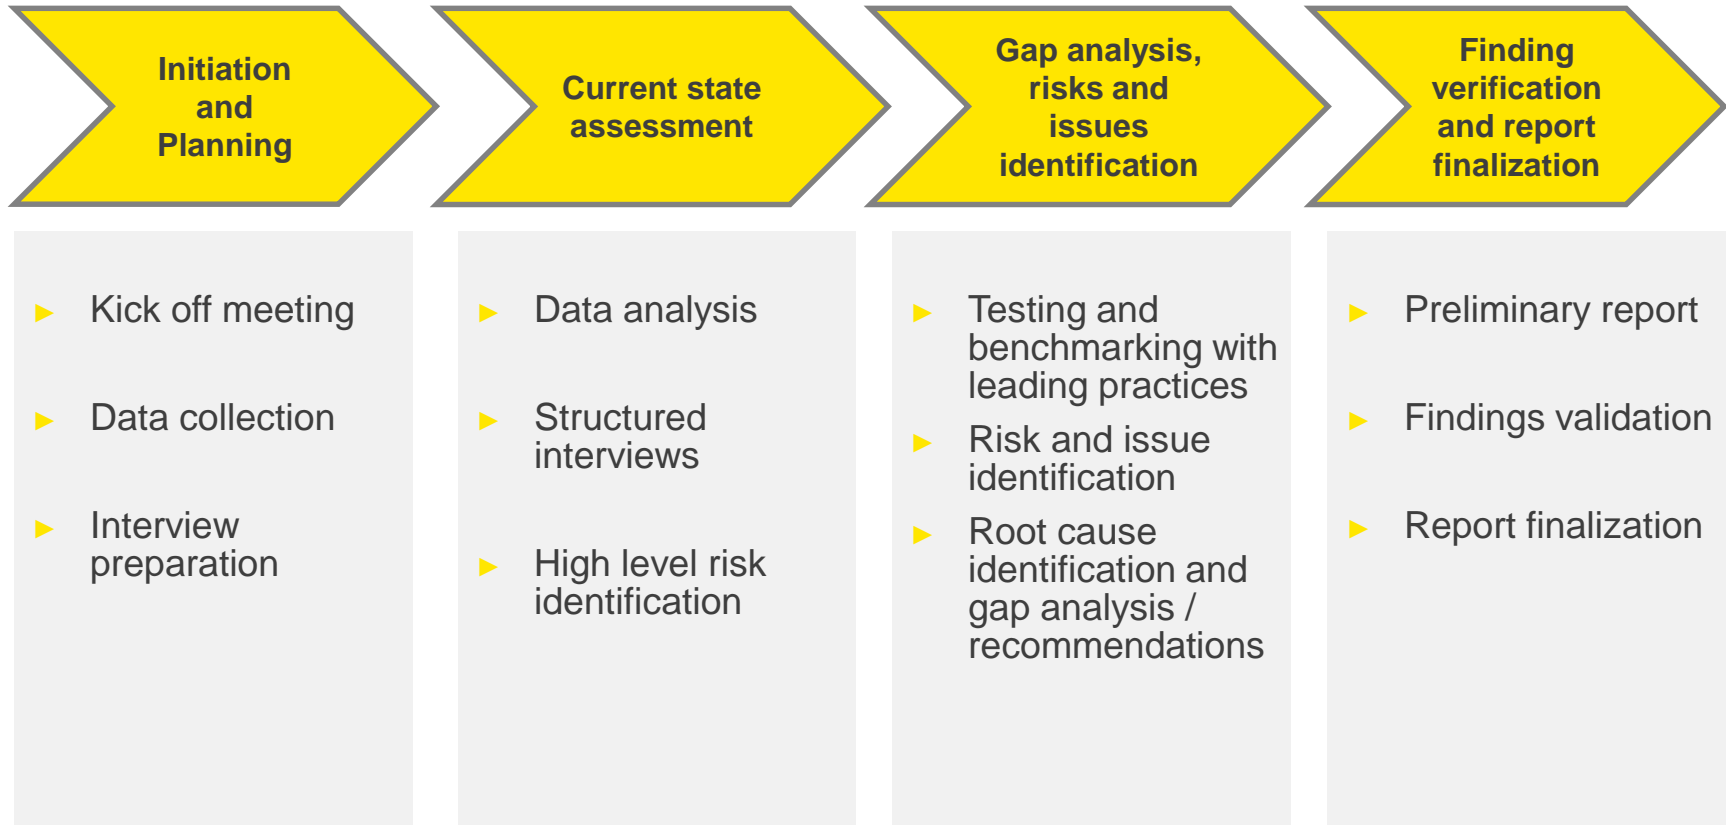 Initiation
and
Planning
Current state
assessment
Gap analysis,
risks and
issues
identification
Finding
verification
and report
finalization
► Kick off meeting
► Data collection
► Interview
preparation
► Data analysis
► Structured
interviews
► High level risk
identification
► Testing and
benchmarking with
leading practices
► Risk and issue
identification
► Root cause
identification and
gap analysis /
recommendations
► Preliminary report
► Findings validation
► Report finalization